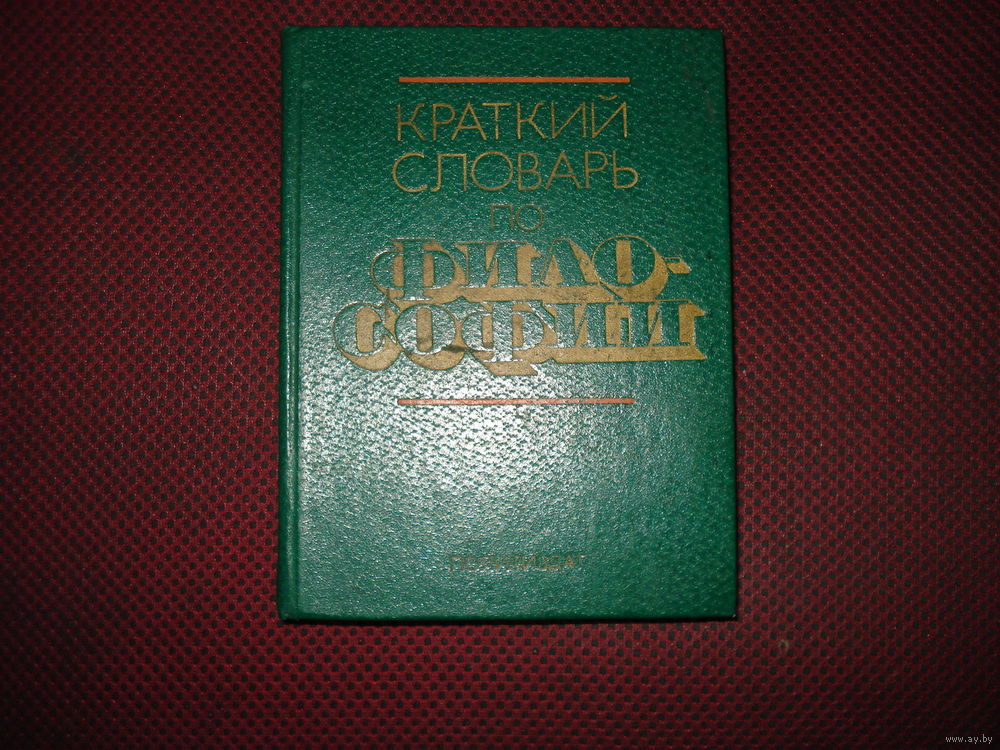 КРАТКИЙ
СЛОВАРЬ
ПО
ФИЛО-
СОФИИ
ПОЛИТИЗДАТ
www.ay.by